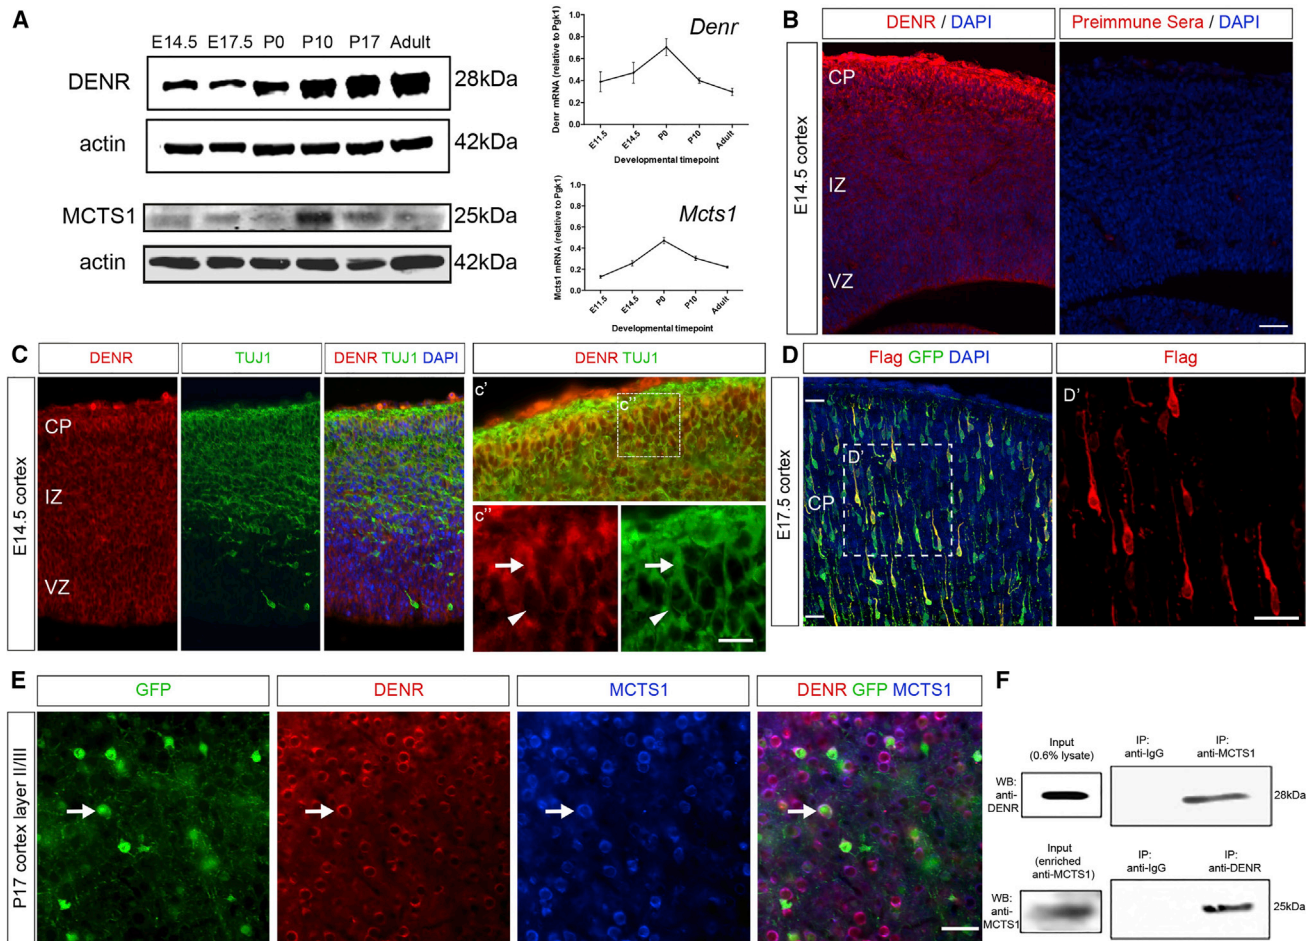 A
E14.5 E17.5 P0 P10 P17 Adult
DENR
28kDa
actin
42kDa
MCTS1
25kDa
actin
42kDa
Denr
Denr mRNA (relative to Pgk1)
1.0
0.8
0.6
0.4
0.2
0.0
E11.5
E14.5
P0
P10
Adult
Developmental timepoint
Mcts1
Mcts1 mRNA (relative to Pgk1)
1.0
0.8
0.6
0.4
0.2
0.0
E11.5
E14.5
P0
P10
Adult
Developmental timepoint
B
DENR / DAPI
Preimmune Sera / DAPI
E14.5 cortex
CP
IZ
VZ
C
DENR
TUJ1
DENR TUJ1 DAPI
DENR TUJ1
E14.5 cortex
CP
IZ
VZ
c'
c''
c''
D
Flag GFP DAPI
Flag
E17.5 cortex
CP
D'
D'
E
GFP
DENR
MCTS1
DENR GFP MCTS1
P17 cortex layer II/III
F
Input
(0.6% lysate)
IP:
anti-IgG
IP:
anti-MCTS1
WB:
anti-
DENR
28kDa
Input
(enriched
anti-MCTS1)
IP:
anti-IgG
IP:
anti-DENR
WB:
anti-
MCTS1
25kDa